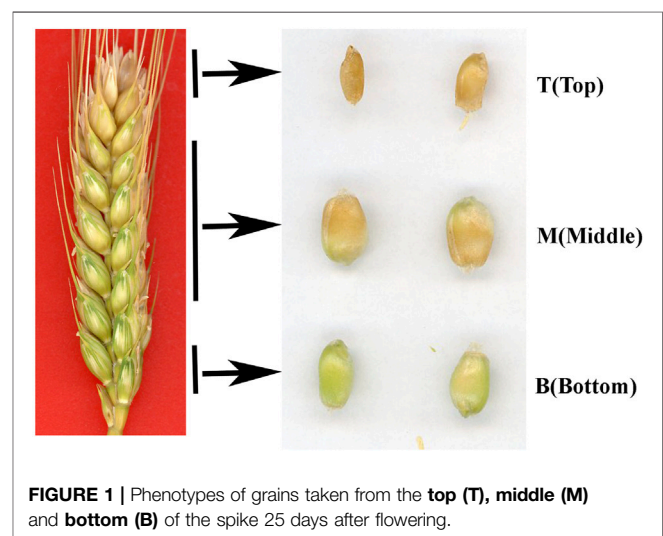 T(Top)
M(Middle)
B(Bottom)
FIGURE 1 | Phenotypes of grains taken from the top (T), middle (M)
and bottom (B) of the spike 25 days after flowering.